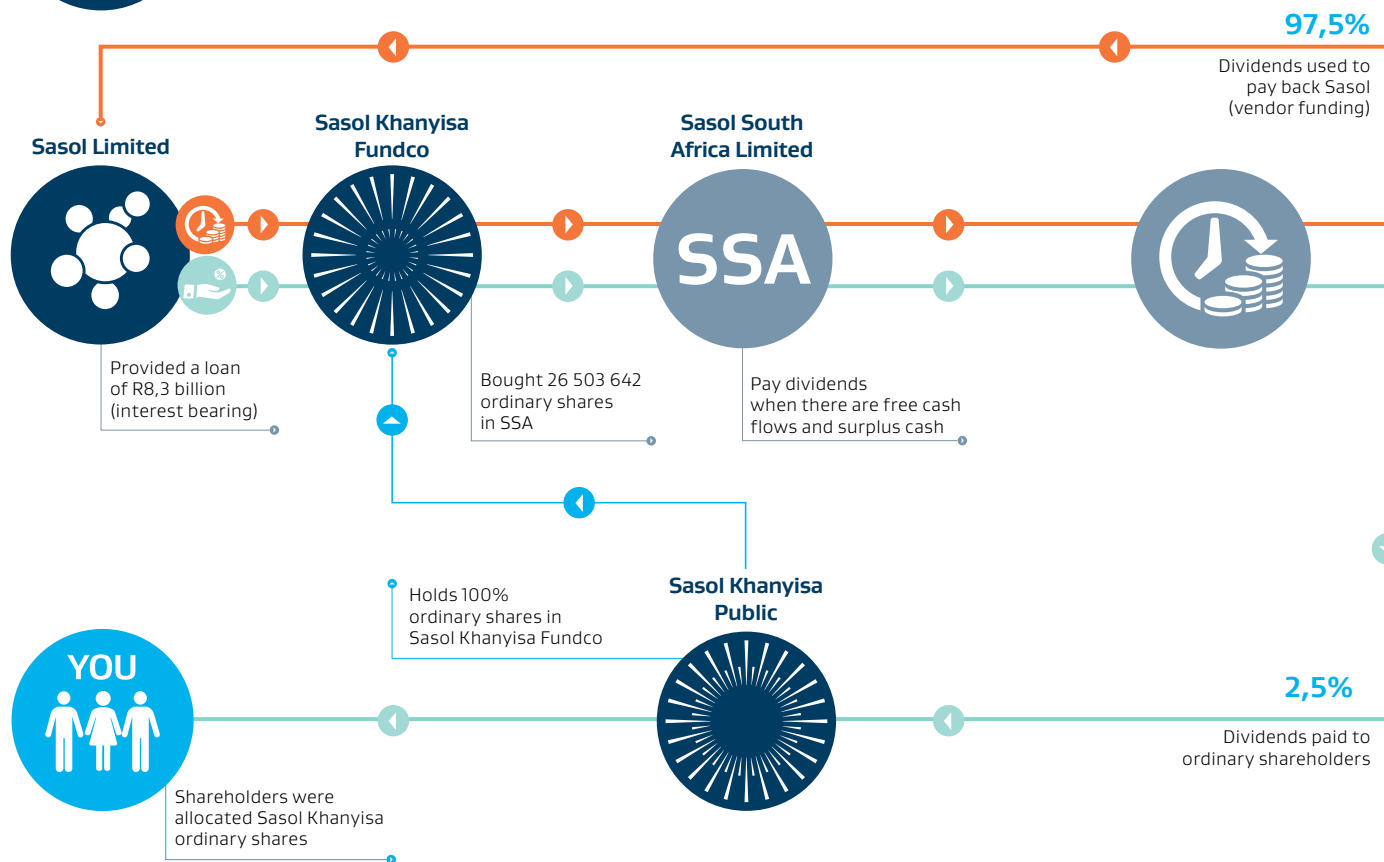 97,5%
Dividends used to
pay back Sasol
(vendor funding)
Sasol Limited
Sasol Khanyisa
Fundco
Sasol South
Africa Limited
%
SSA
Provided a loan
of R8,3 billion
(interest bearing)
Bought 26 503 642
ordinary shares
in SSA
Pay dividends
when there are free cash
flows and surplus cash
Holds 100%
ordinary shares in
Sasol Khanyisa Fundco
Sasol Khanyisa
Public
YOU
2,5%
Dividends paid to
ordinary shareholders
Shareholders were
allocated Sasol Khanyisa
ordinary shares